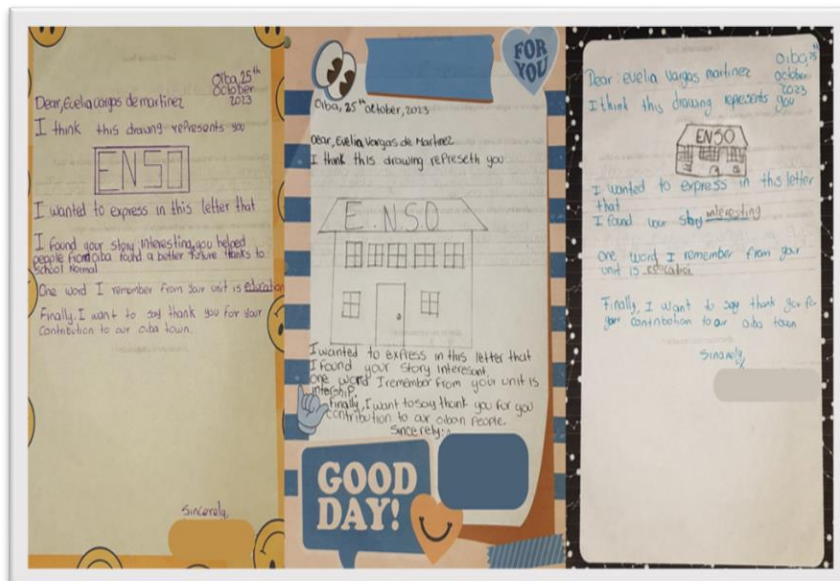 Oiba, 25th
October
2023
Dear, Evelia vargas de martinez
I think this drawing represents you
ENSO
I wanted to express in this letter that
I found your story, interesting, you helped
people from oiba found a better future thanks to
school normal
One word I remember from your unit is education
Finally, I want to say thank you for your
contribution to our oiba town.
Sincerely,
FOR
YOU
Oiba, 25th october, 2023
Dear, Evelia Vargas de Martinez
I think this drawing represeth you
E.N.S.O
I wanted to express in this letter that
I found your story interesant,
one word I remember from your unit is
intership.
Finally, I want to say thank you for you
contribution to our oiban people.
Sincerely:
GOOD
DAY!
Oiba, 25th
october
2023
Dear: evelia vargas martinez
I think this drawing represents you
ENSO
I wanted to express in this letter
that
I found your story interesting
one word I remember from your
unit is education
Finally, I want to say thank you for
your contribution to our oiba town
Sincerely,